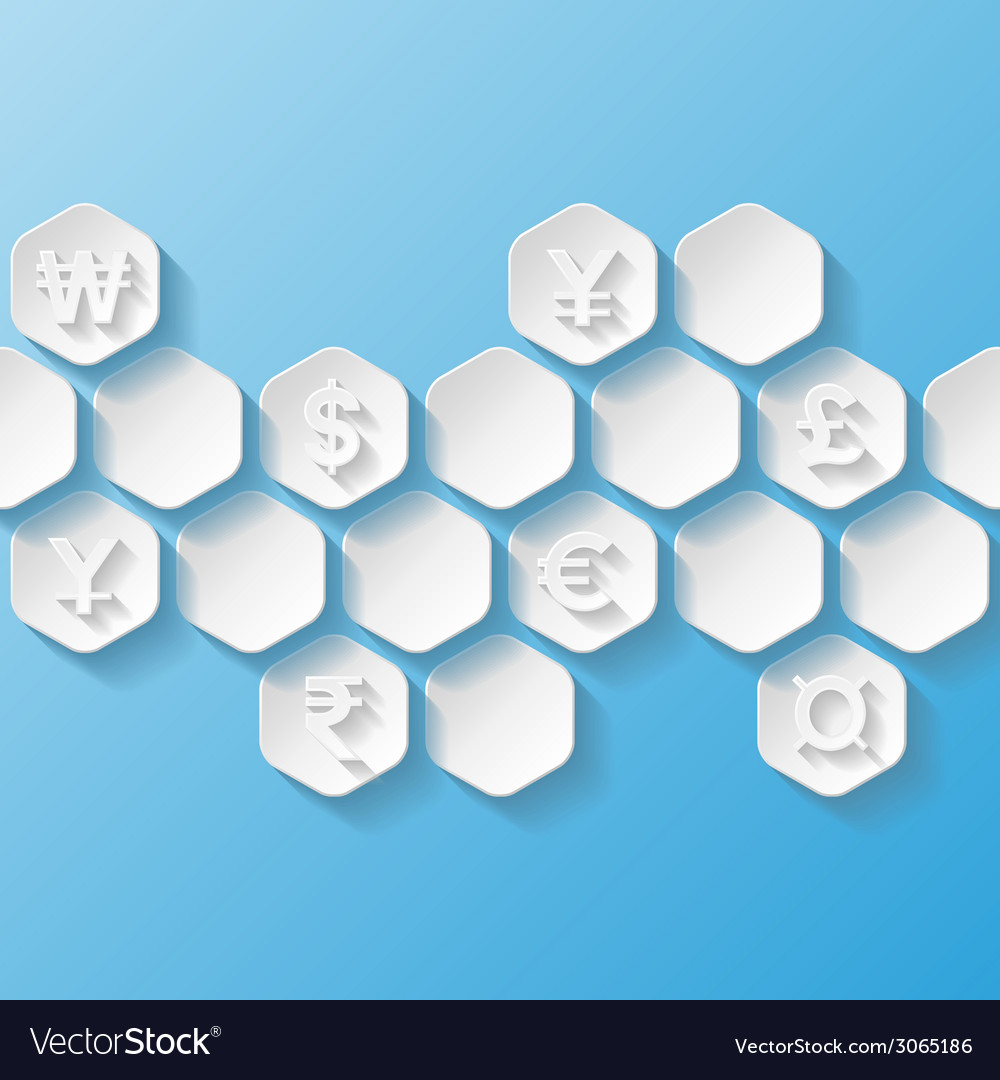 ₩ ¥
$ £
Ұ €
₹ ¤
VectorStock® VectorStock.com/3065186